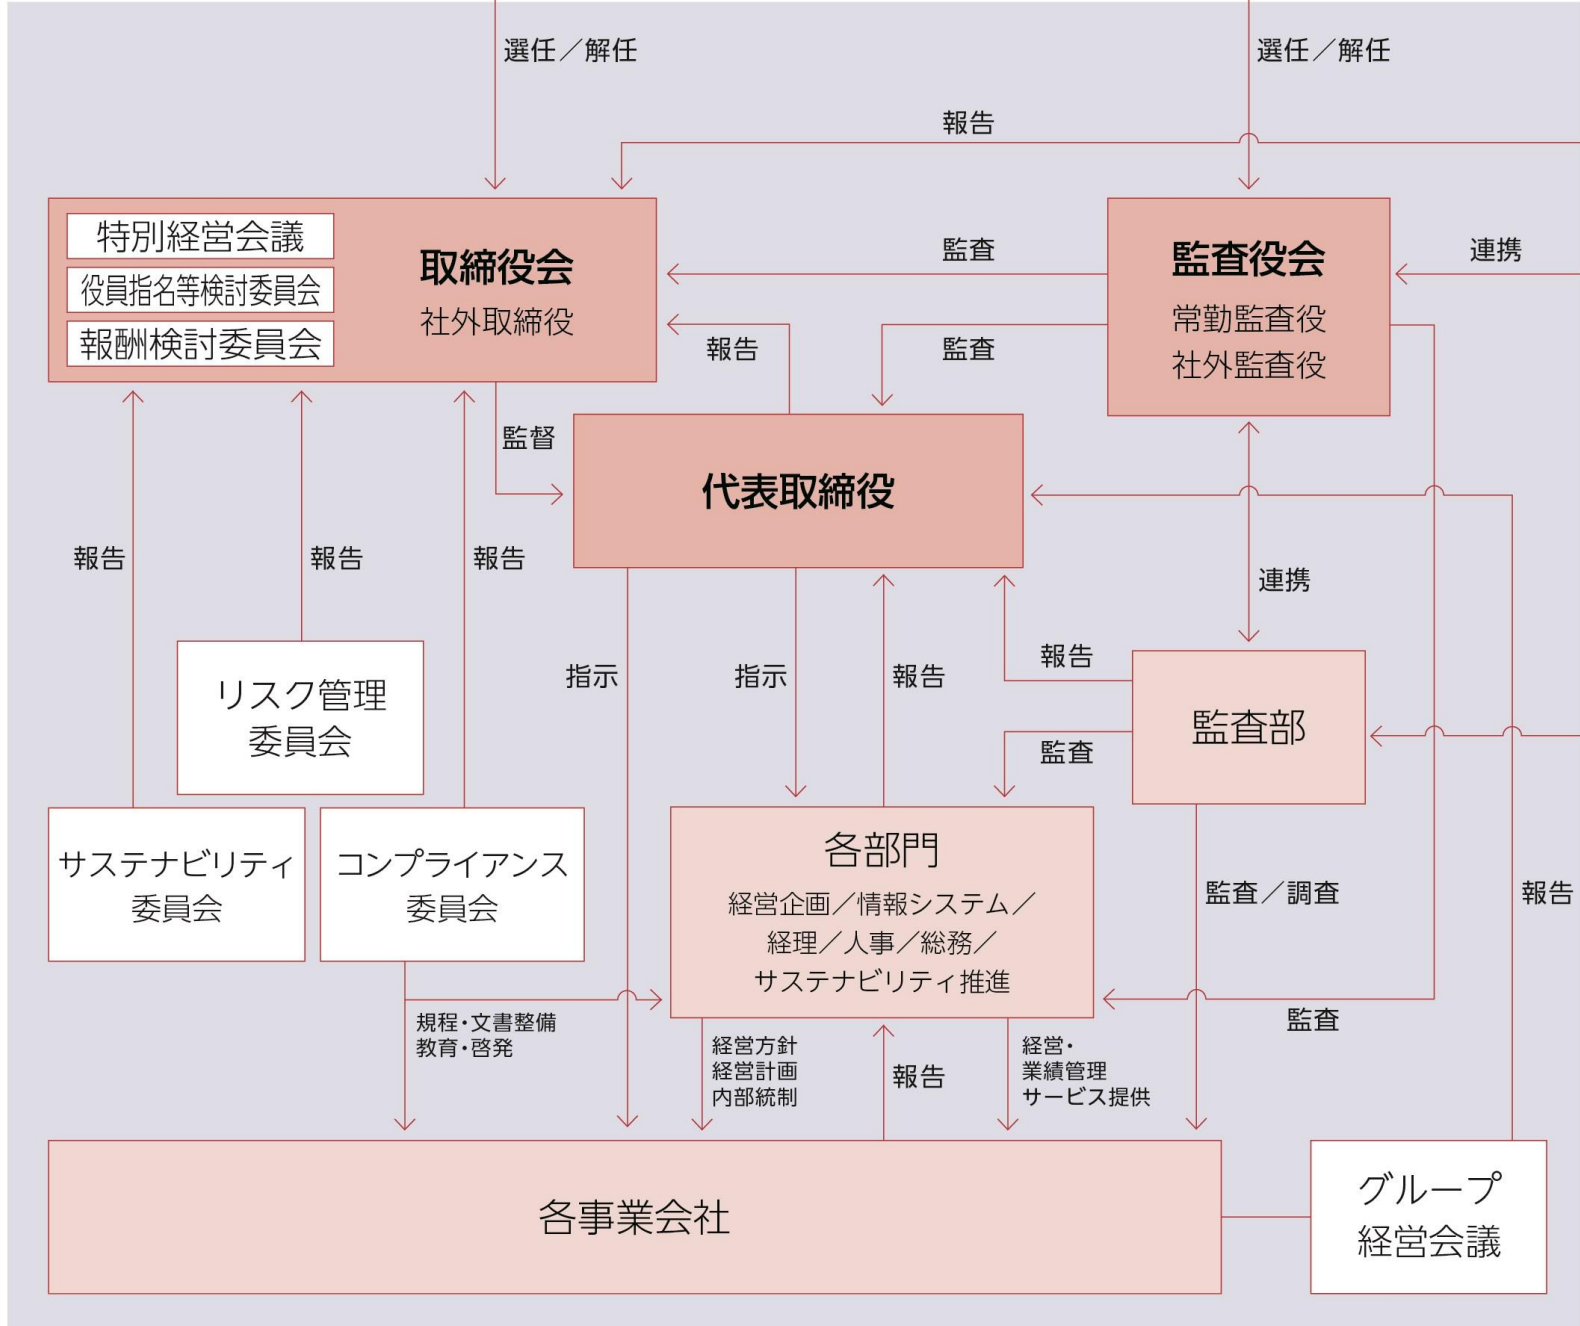 選任／解任
選任／解任
報告
特別経営会議
役員指名等検討委員会
報酬検討委員会
取締役会
社外取締役
監査
報告
監査
監査役会
常勤監査役
社外監査役
連携
監督
代表取締役
報告
報告
報告
連携
指示
指示
報告
報告
リスク管理
委員会
監査
監査部
サステナビリティ
委員会
コンプライアンス
委員会
各部門
経営企画／情報システム／
経理／人事／総務／
サステナビリティ推進
監査／調査
報告
規程・文書整備
教育・啓発
監査
経営方針
経営計画
内部統制
報告
経営・
業績管理
サービス提供
各事業会社
グループ
経営会議